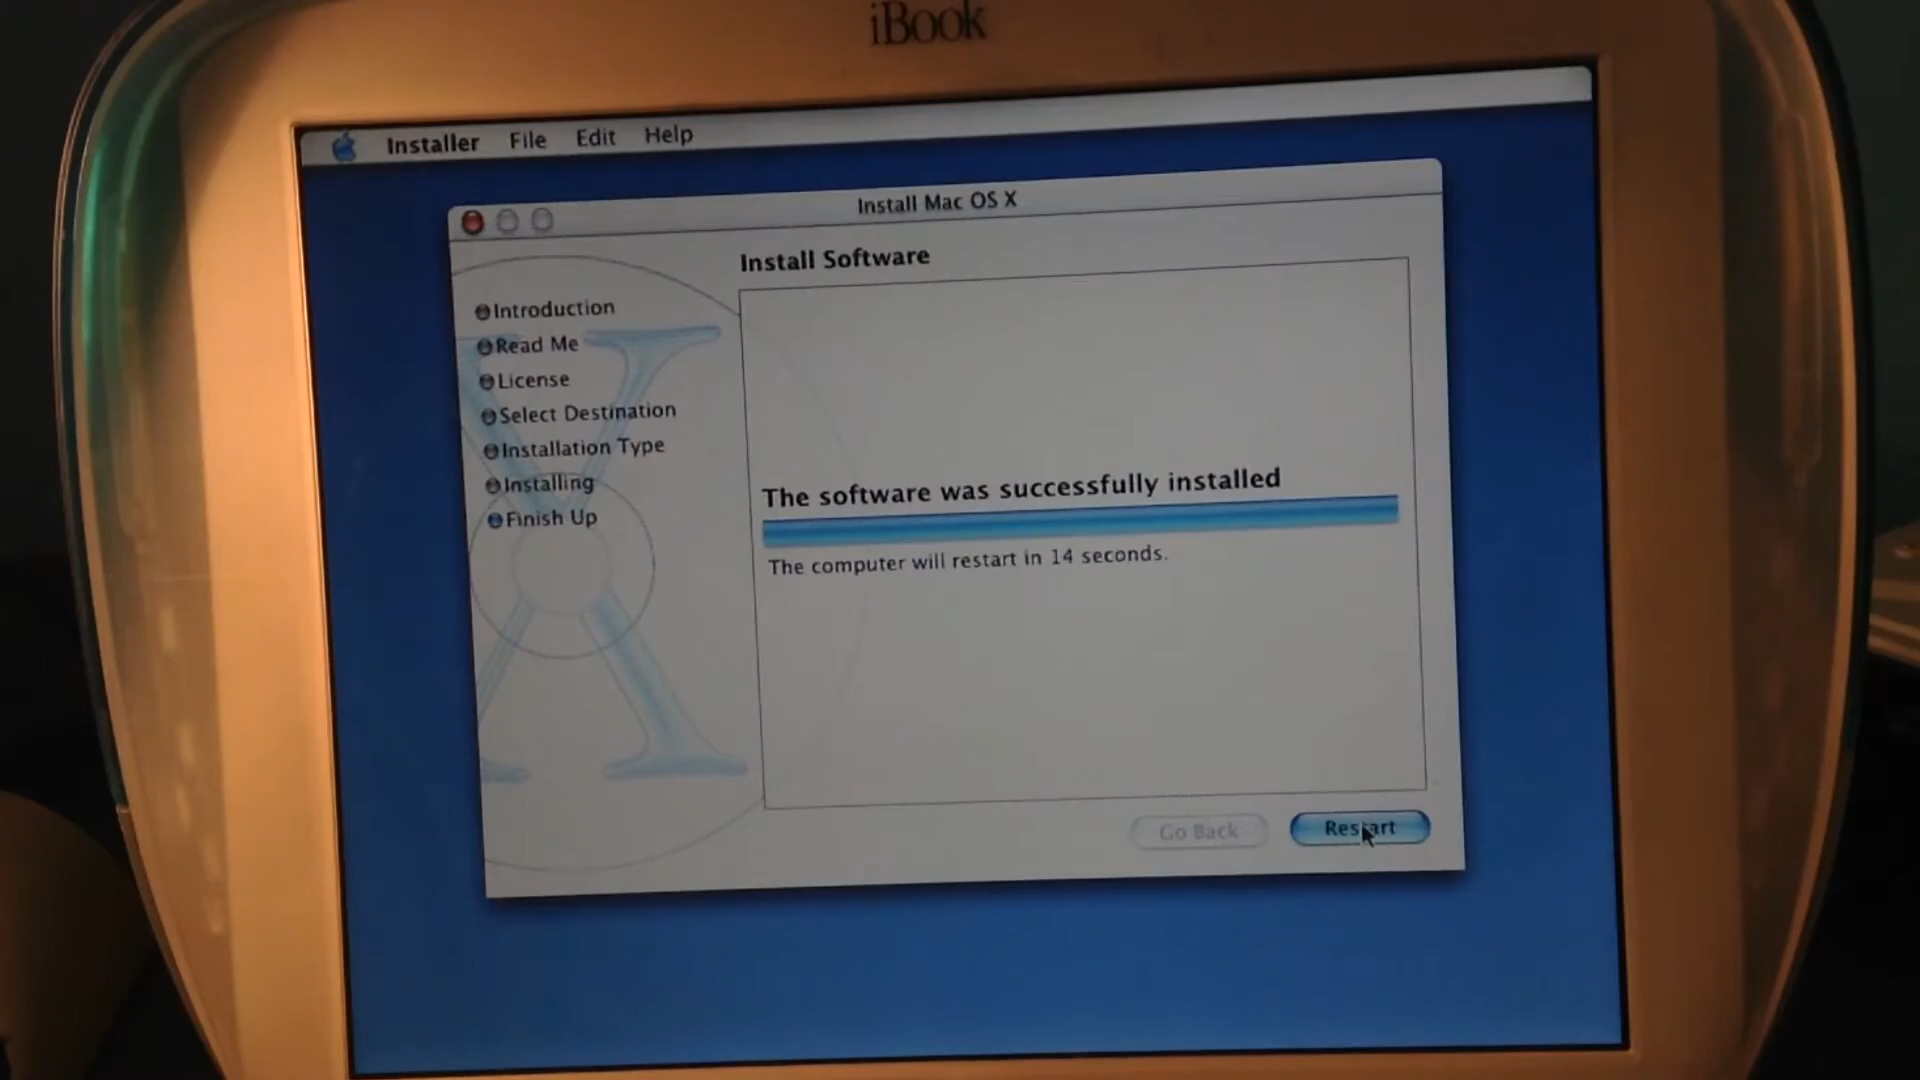 iBook
Installer File Edit Help
Install Mac OS X
Install Software
Introduction
Read Me
License
Select Destination
Installation Type
Installing
Finish Up
The software was successfully installed
The computer will restart in 14 seconds.
Go Back
Restart